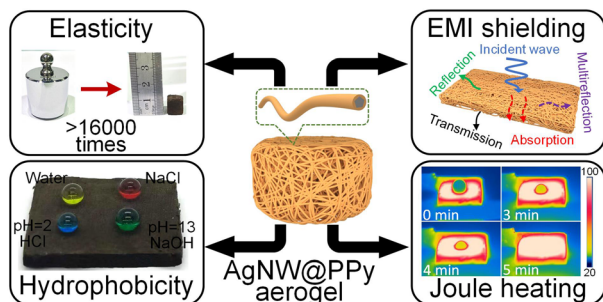 Elasticity
>16000
times
EMI shielding
Incident wave
Reflection
Multireflection
Transmission
Absorption
Water
NaCl
pH=2
HCl
pH=13
NaOH
Hydrophobicity
AgNW@PPy
aerogel
100
0 min
3 min
4 min
5 min
20
Joule heating